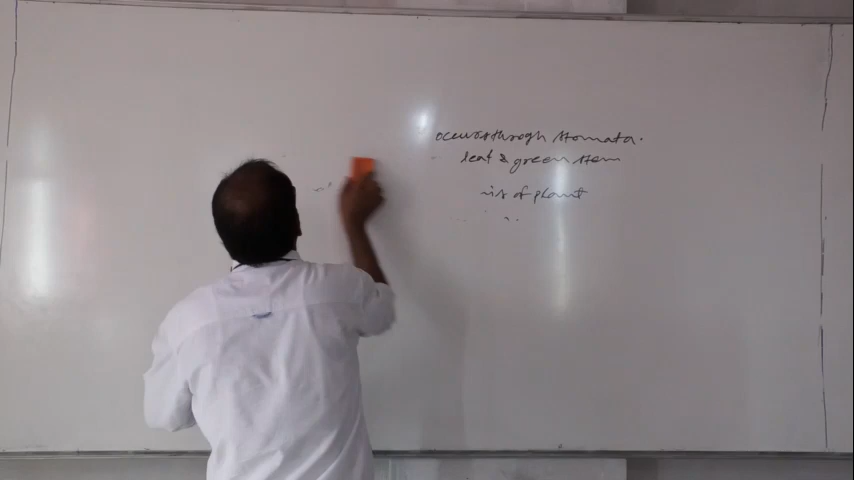 occurs through stomata.
leaf & green stem
of plant